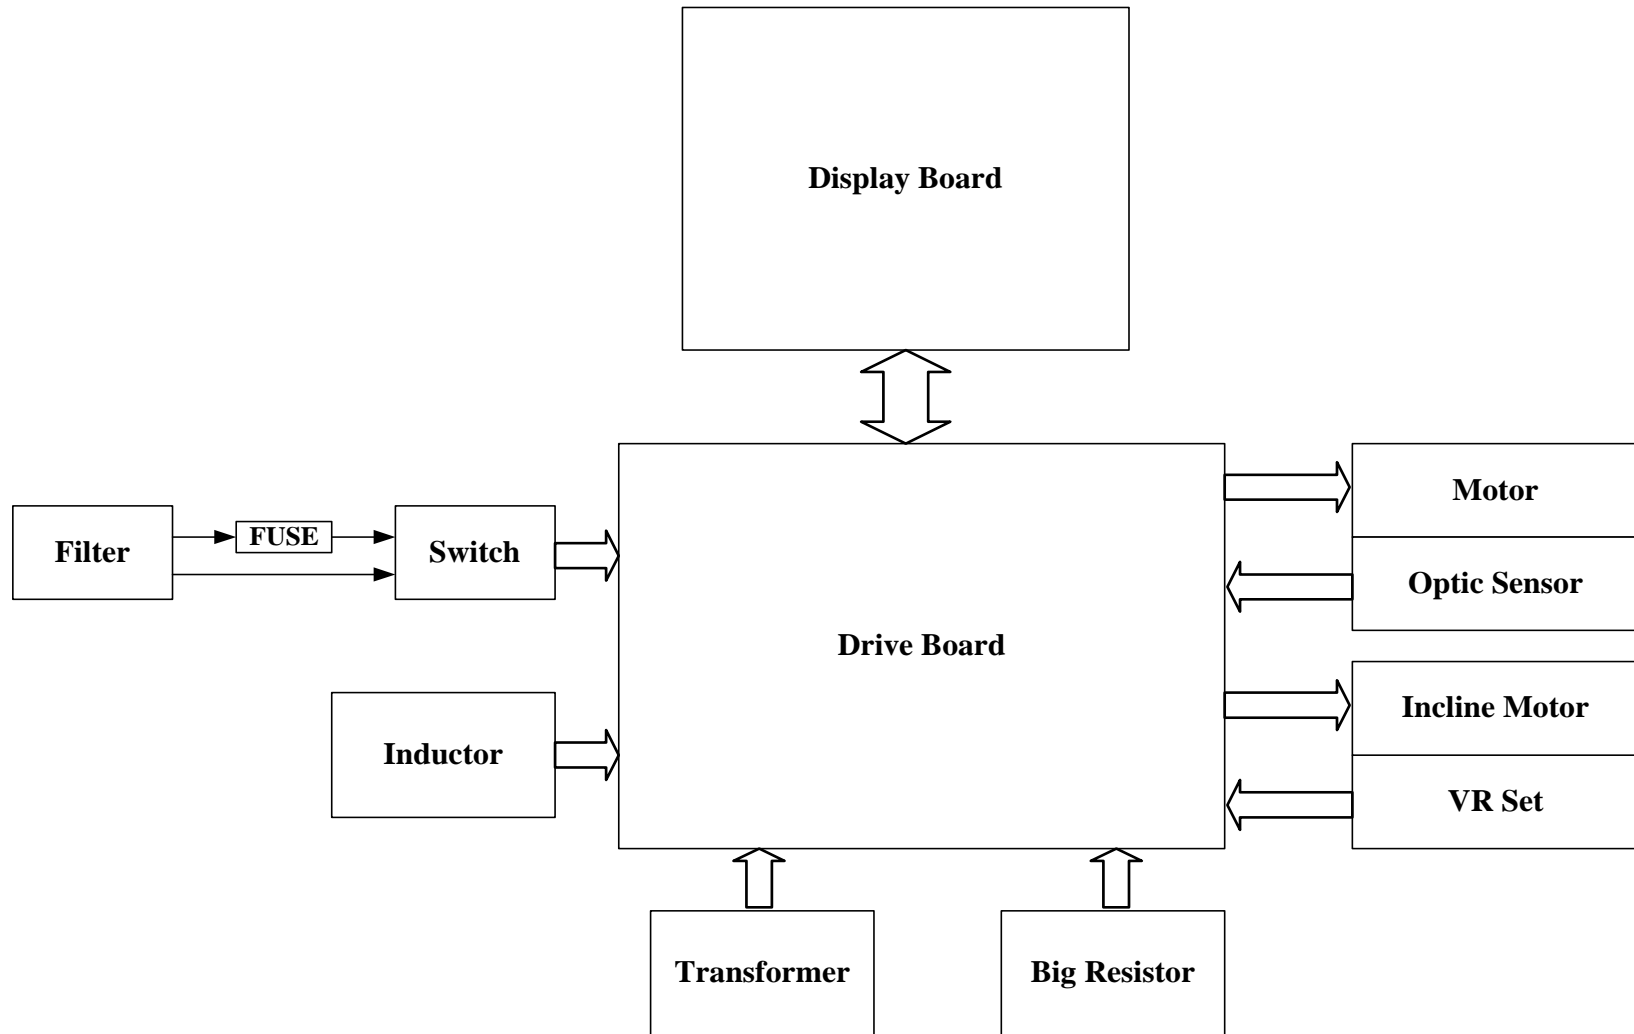 Display Board
Motor
FUSE
Filter
Switch
Optic Sensor
Drive Board
Incline Motor
Inductor
VR Set
Transformer
Big Resistor